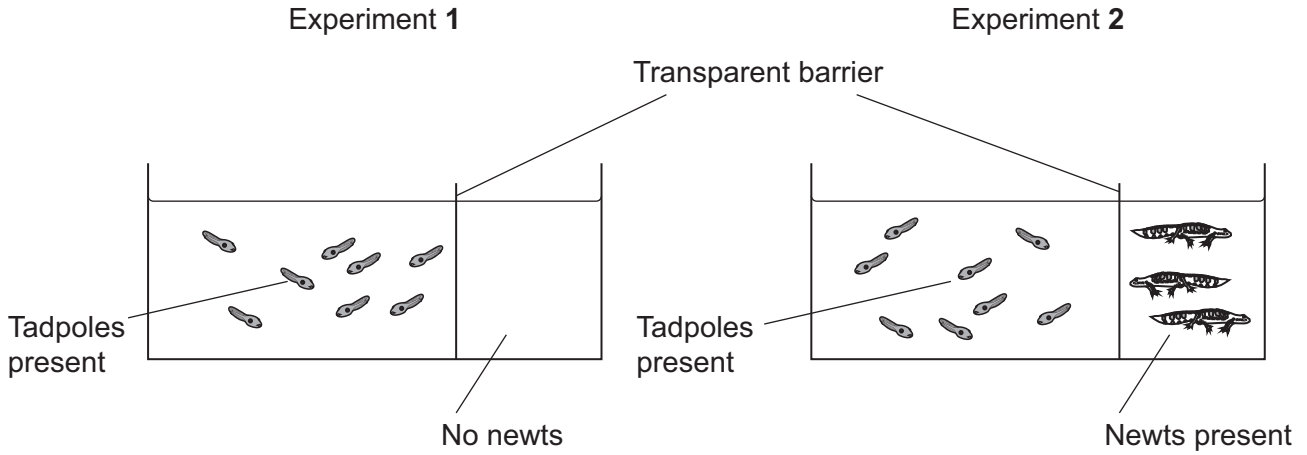 Experiment 1
Experiment 2
Transparent barrier
Tadpoles
present
No newts
Tadpoles
present
Newts present